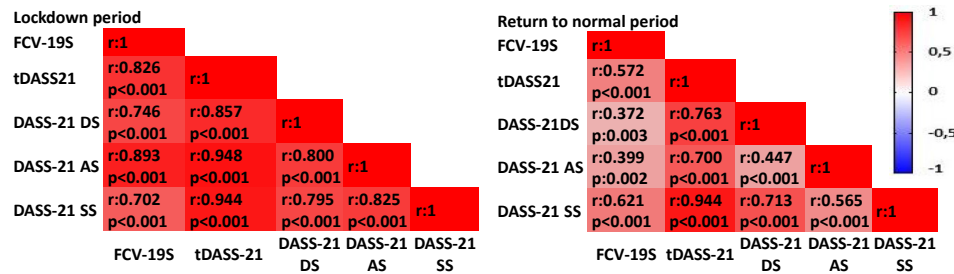 Lockdown period
FCV-19S r:1
tDASS21 r:0.826 r:1
p<0.001
DASS-21 DS r:0.746 r:0.857 r:1
p<0.001 p<0.001
DASS-21 AS r:0.893 r:0.948 r:0.800 r:1
p<0.001 p<0.001 p<0.001
DASS-21 SS r:0.702 r:0.944 r:0.795 r:0.825 r:1
p<0.001 p<0.001 p<0.001 p<0.001
FCV-19S tDASS-21 DASS-21 DASS-21 DASS-21
DS AS SS
Return to normal period
FCV-19S r:1
tDASS21 r:0.572 r:1
p<0.001
DASS-21DS r:0.372 r:0.763 r:1
p:0.003 p<0.001
DASS-21 AS r:0.399 r:0.700 r:0.447 r:1
p:0.002 p<0.001 p<0.001
DASS-21 SS r:0.621 r:0.944 r:0.713 r:0.565 r:1
p<0.001 p<0.001 p<0.001 p<0.001
FCV-19S tDASS-21 DASS-21 DASS-21 DASS-21
DS AS SS
1
0,5
0
-0,5
-1